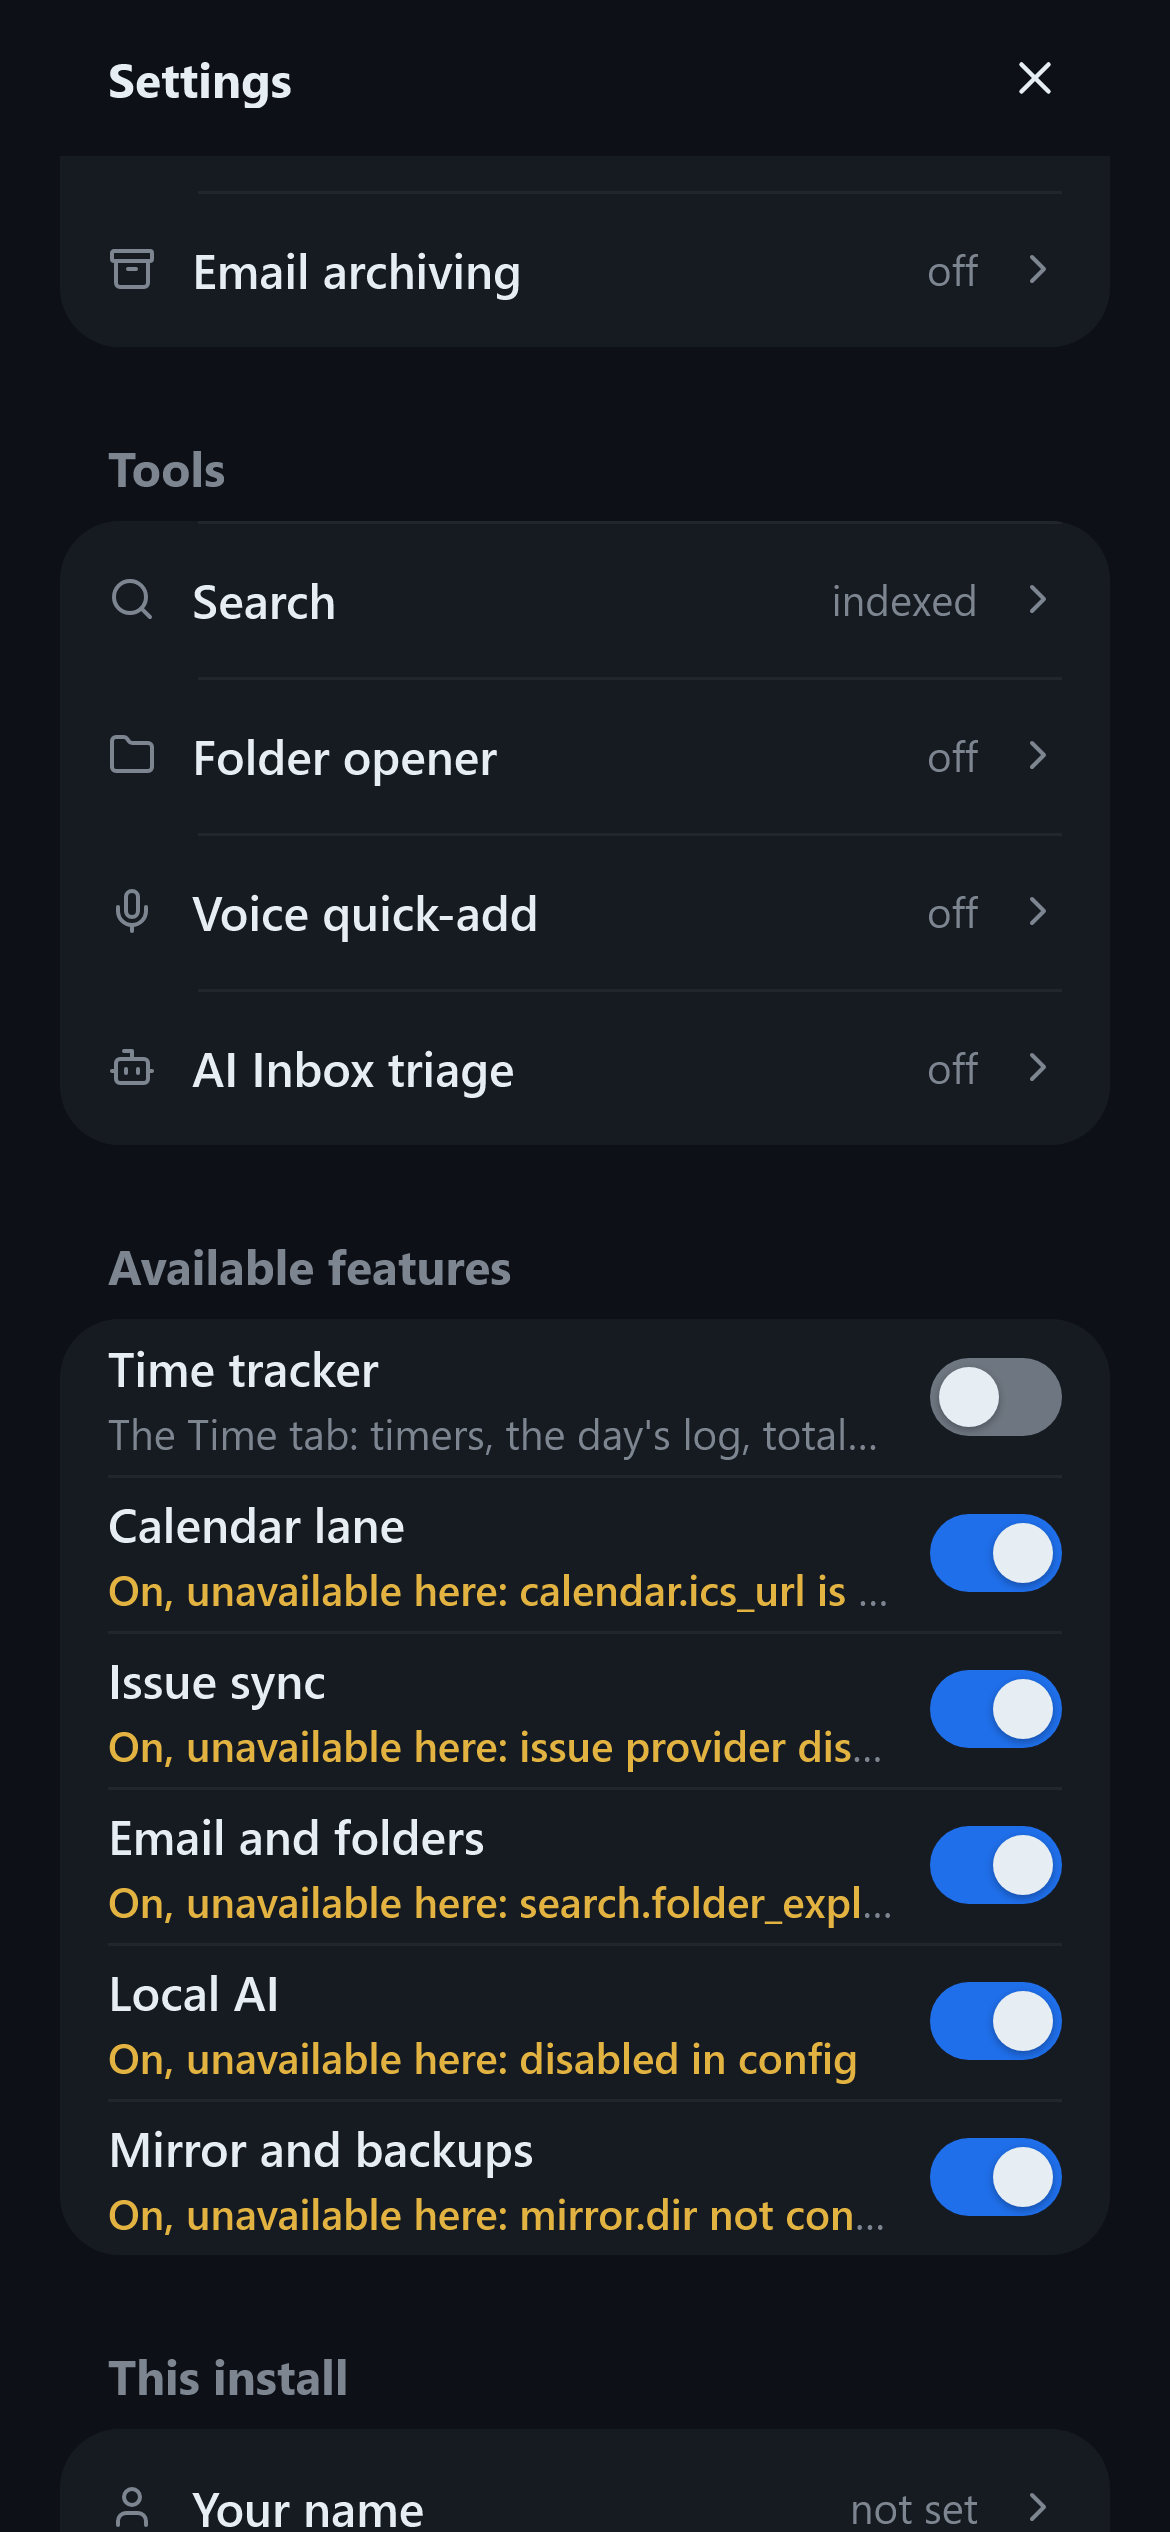 Settings
Email archiving off
Tools
Search indexed
Folder opener off
Voice quick-add off
AI Inbox triage off
Available features
Time tracker
The Time tab: timers, the day's log, total...
Calendar lane
On, unavailable here: calendar.ics_url is ...
Issue sync
On, unavailable here: issue provider dis...
Email and folders
On, unavailable here: search.folder_expl...
Local AI
On, unavailable here: disabled in config
Mirror and backups
On, unavailable here: mirror.dir not con...
This install
Your name not set